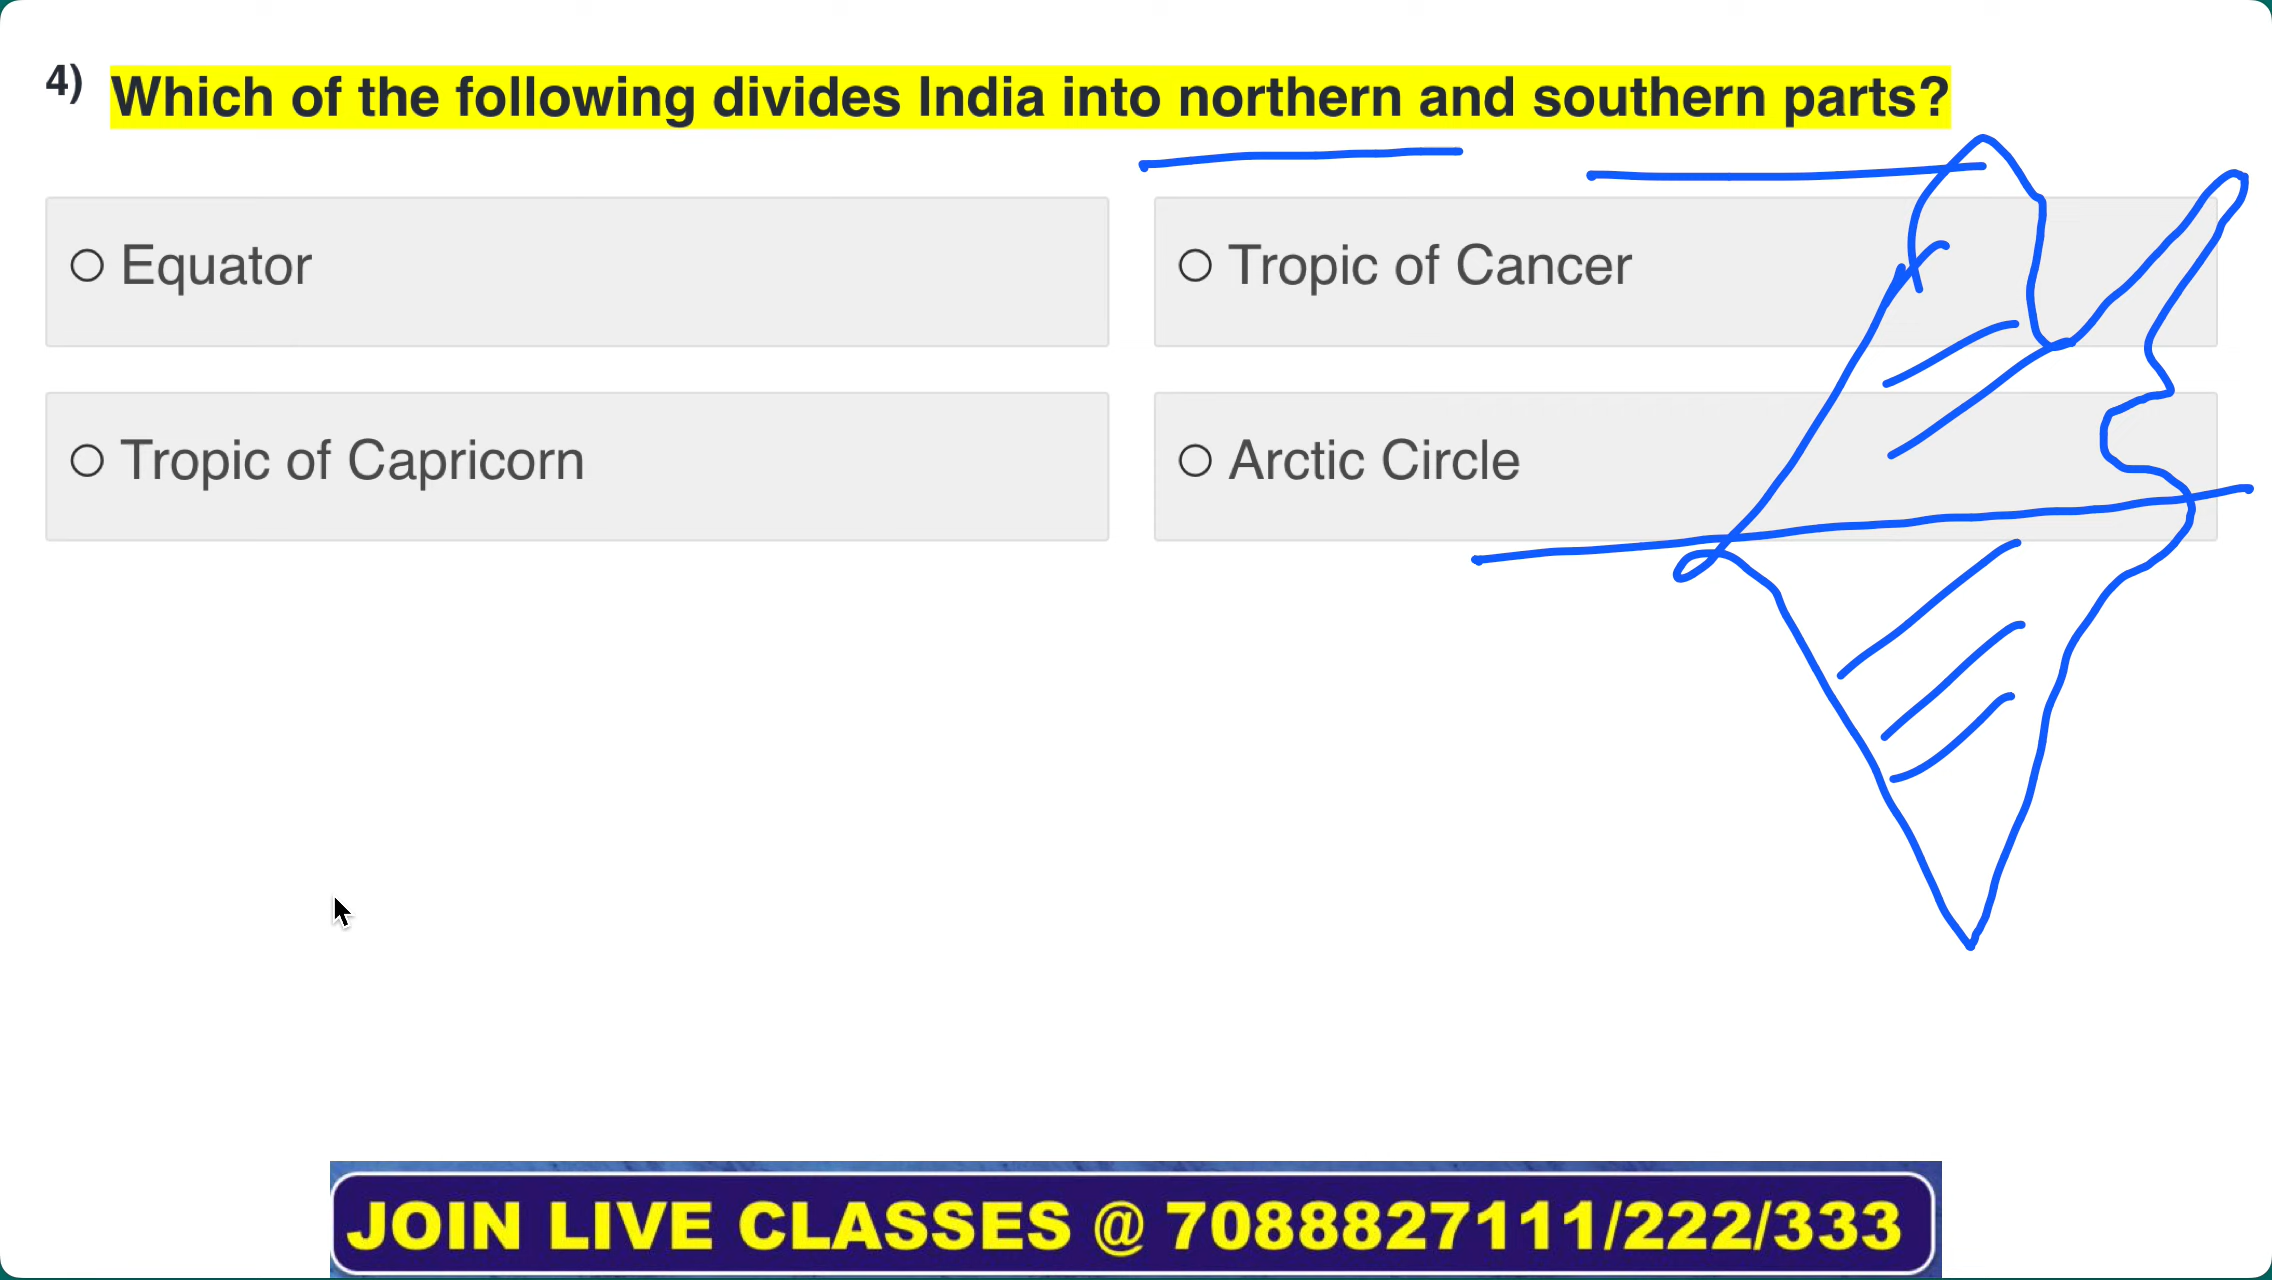 4) Which of the following divides India into northern and southern parts?
Equator
Tropic of Cancer
Tropic of Capricorn
Arctic Circle
JOIN LIVE CLASSES @ 7088827111/222/333